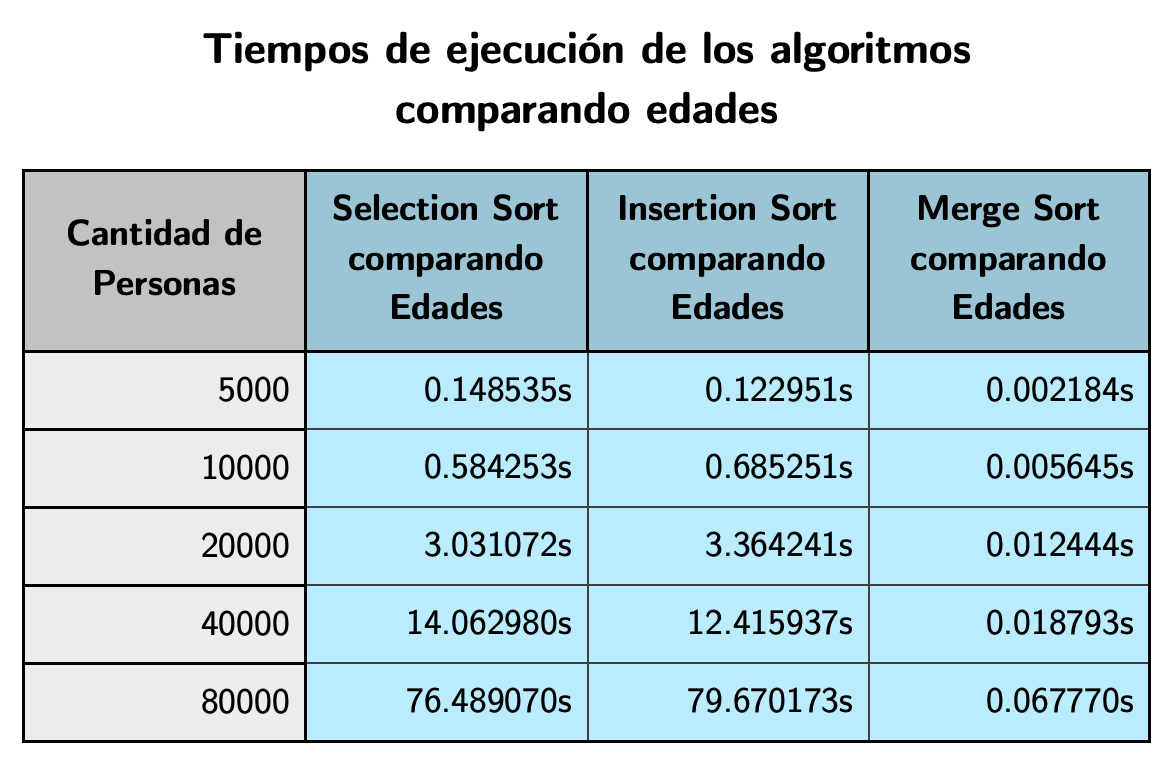 Tiempos de ejecución de los algoritmos
comparando edades
Cantidad de
Personas
Selection Sort
comparando
Edades
Insertion Sort
comparando
Edades
Merge Sort
comparando
Edades
5000 0.148535s 0.122951s 0.002184s
10000 0.584253s 0.685251s 0.005645s
20000 3.031072s 3.364241s 0.012444s
40000 14.062980s 12.415937s 0.018793s
80000 76.489070s 79.670173s 0.067770s